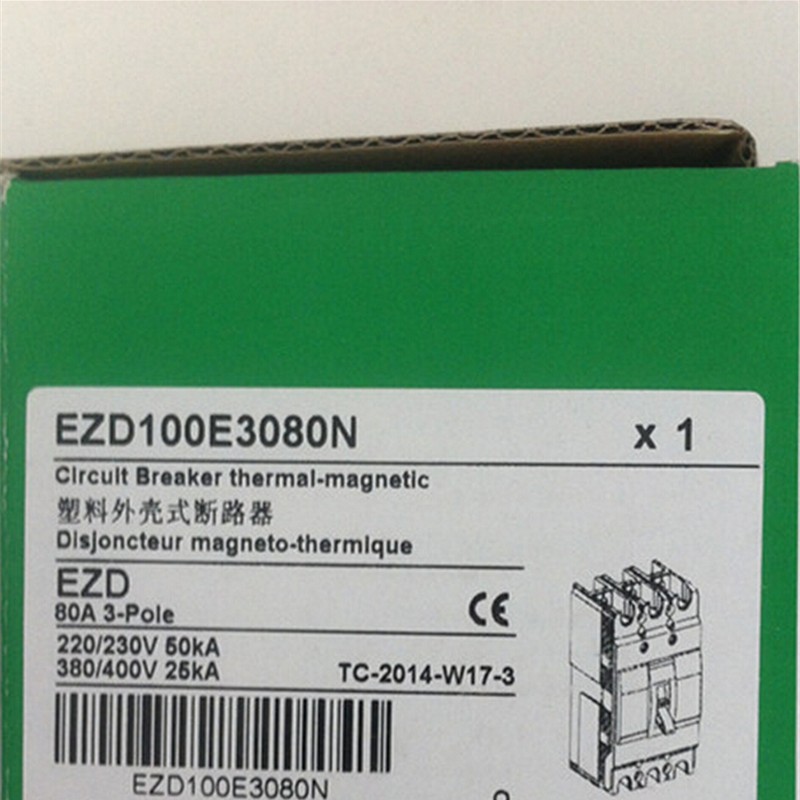 EZD100E3080N x 1
Circuit Breaker thermal-magnetic
塑料外壳式断路器
Disjoncteur magneto-thermique
EZD
80A 3-Pole CE
220/230V 50kA
380/400V 25kA TC-2014-W17-3
EZD100E3080N